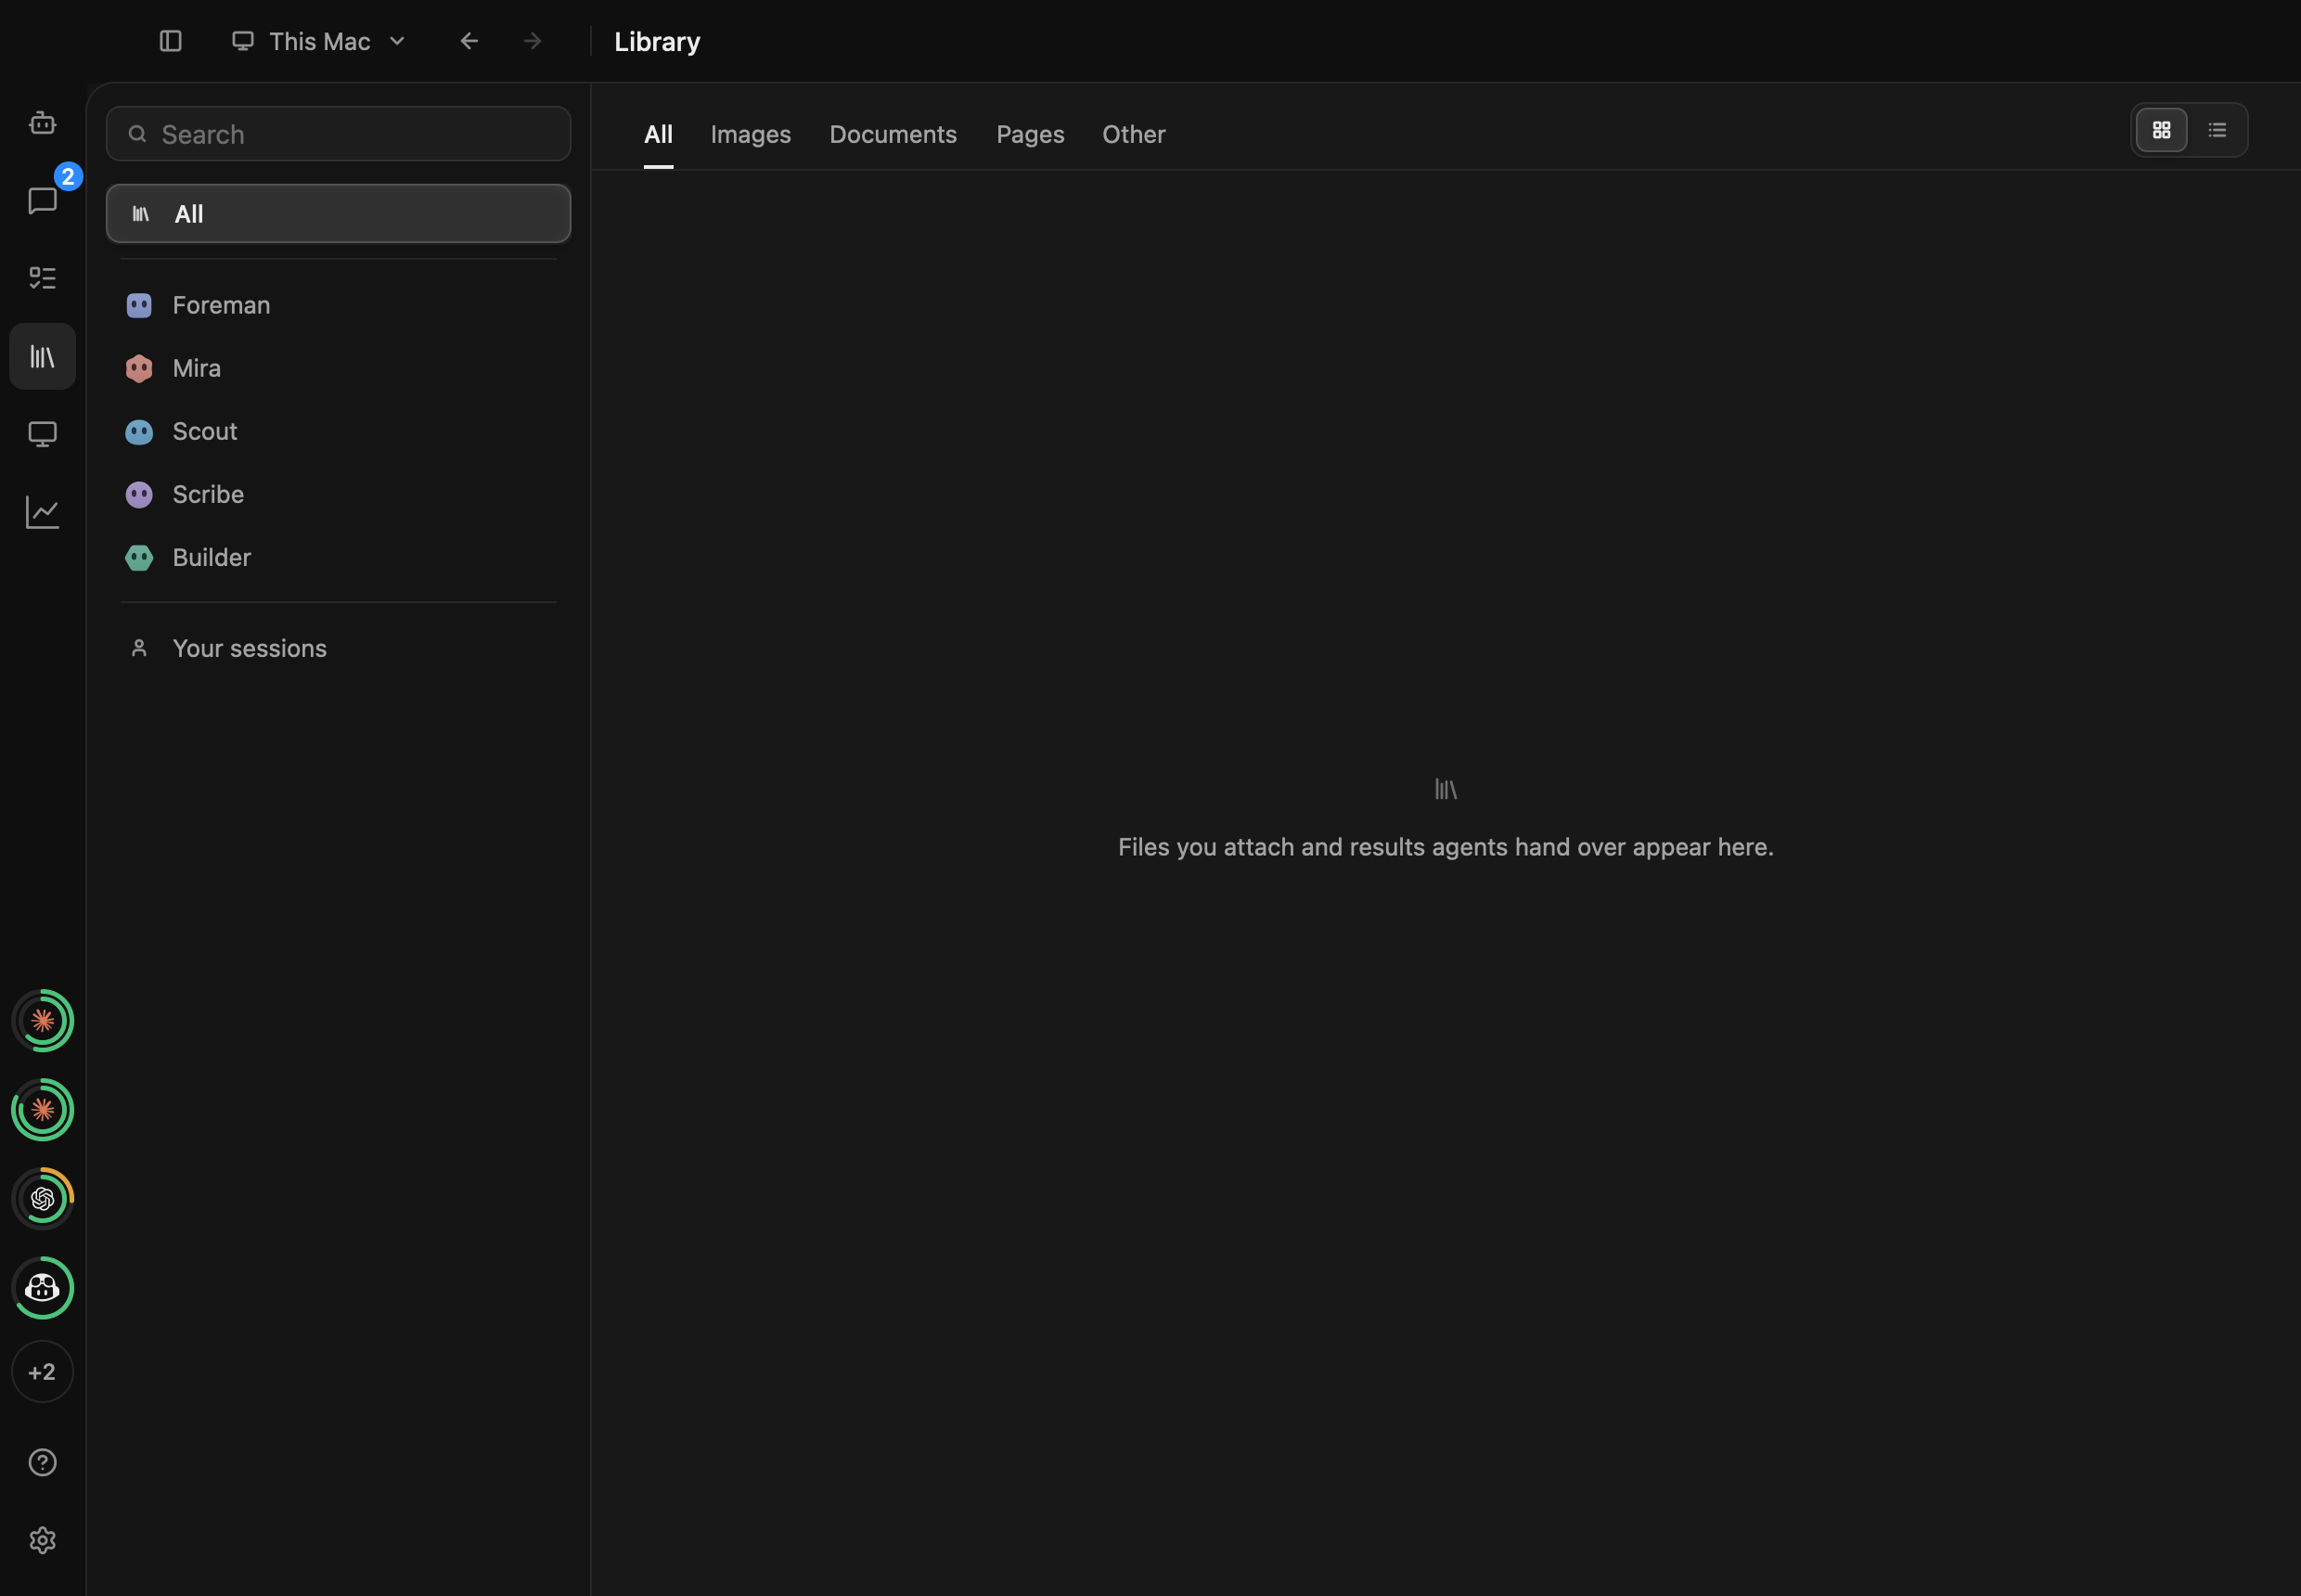 This Mac
Library
2
Search
All
Foreman
Mira
Scout
Scribe
Builder
Your sessions
All
Images
Documents
Pages
Other
Files you attach and results agents hand over appear here.
+2